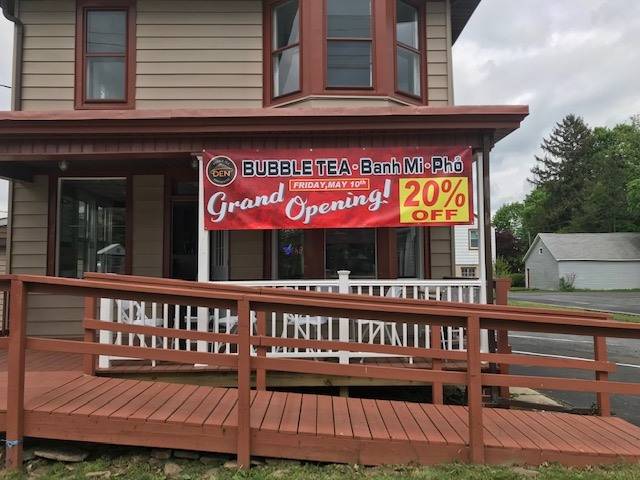 DEN
BUBBLE TEA · Banh Mi · Phở
FRIDAY, MAY 10th
Grand Opening!
20%
OFF